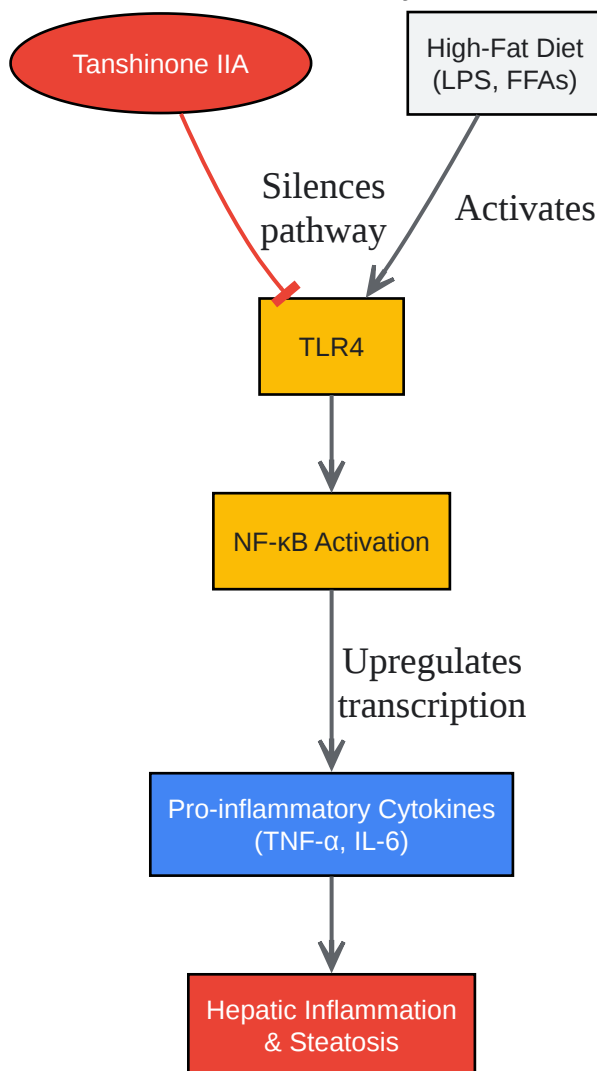 Tanshinone IIA
High-Fat Diet
(LPS, FFAs)
Silences
pathway
Activates
TLR4
NF-κB Activation
Upregulates
transcription
Pro-inflammatory Cytokines
(TNF-α, IL-6)
Hepatic Inflammation
& Steatosis